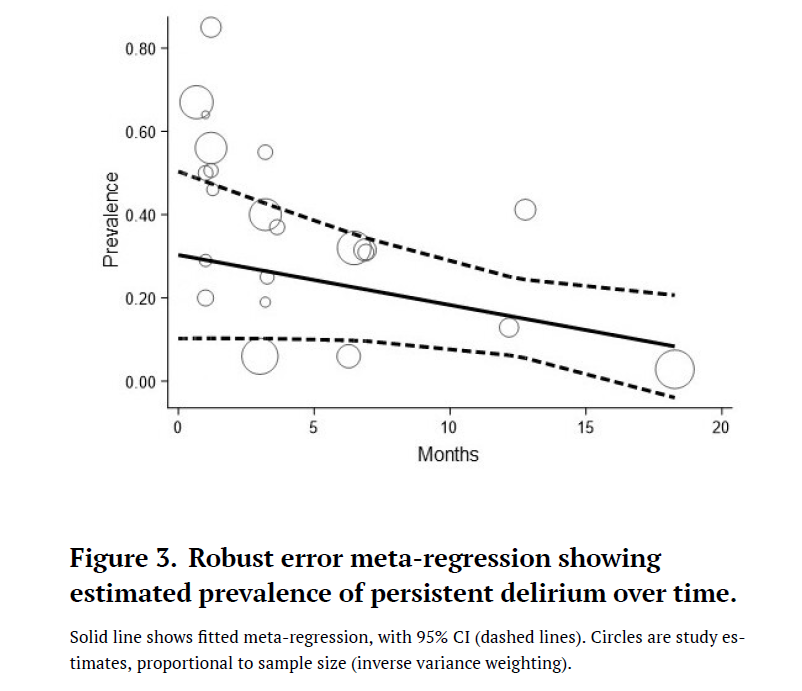 0.80
0.60
0.40
0.20
0.00
Prevalence
0
5
10
15
20
Months
Figure 3. Robust error meta-regression showing
estimated prevalence of persistent delirium over time.
Solid line shows fitted meta-regression, with 95% CI (dashed lines). Circles are study es-
timates, proportional to sample size (inverse variance weighting).